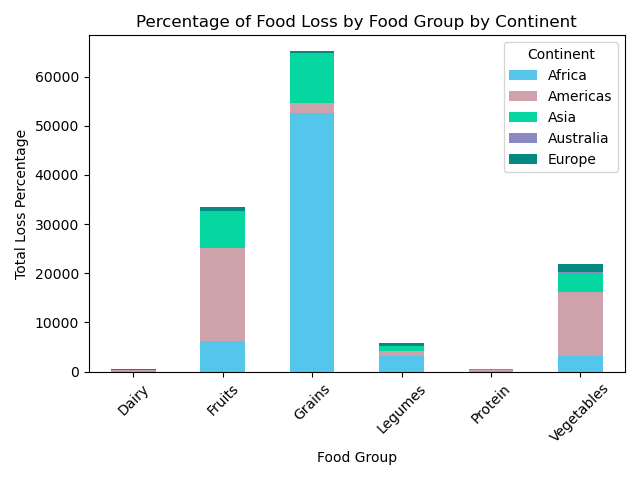 Percentage of Food Loss by Food Group by Continent
Continent
Africa
Americas
Asia
Australia
Europe
Total Loss Percentage
60000
50000
40000
30000
20000
10000
0
Dairy
Fruits
Grains
Legumes
Protein
Vegetables
Food Group